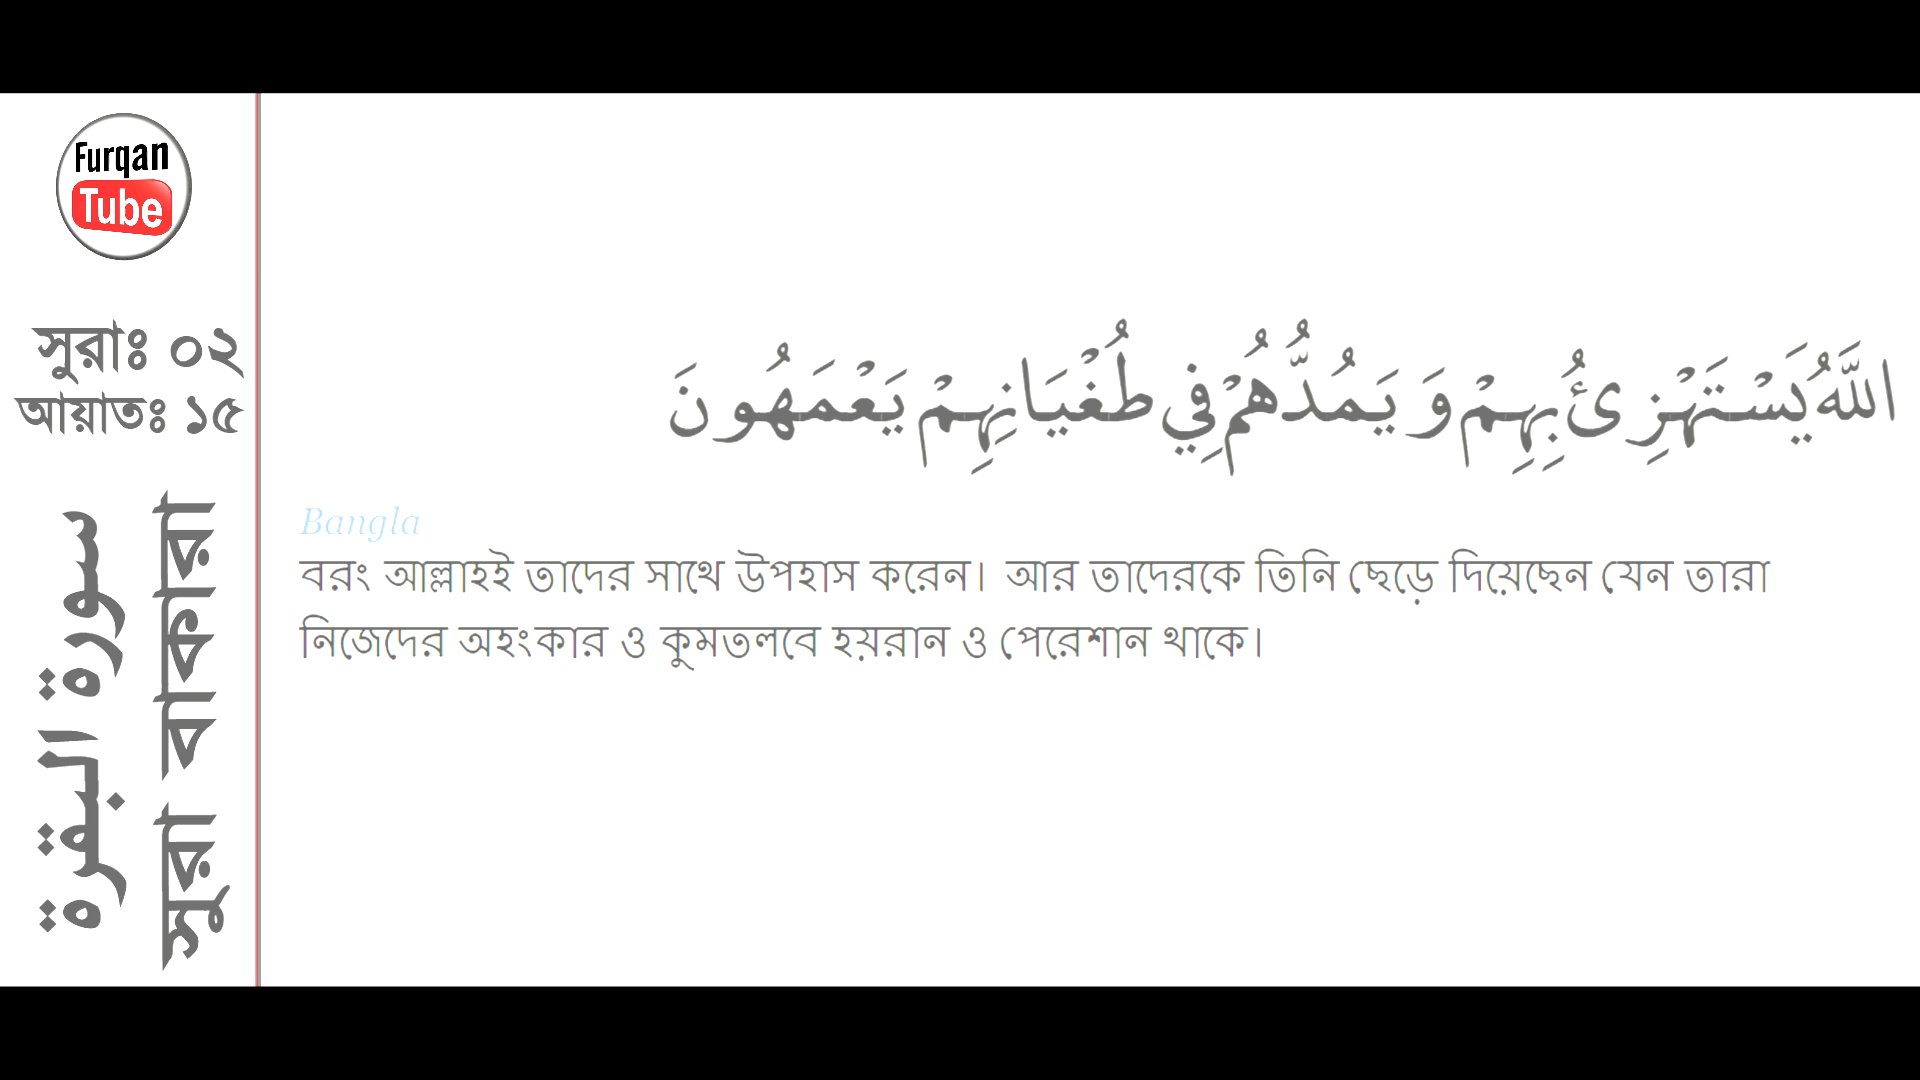 Furqan
Tube
সুরাঃ ০২
আয়াতঃ ১৫
سورة البقرة
সুরা বাকারা
اللَّهُ يَسْتَهْزِئُ بِهِمْ وَيَمُدُّهُمْ فِي طُغْيَانِهِمْ يَعْمَهُونَ
Bangla
বরং আল্লাহই তাদের সাথে উপহাস করেন। আর তাদেরকে তিনি ছেড়ে দিয়েছেন যেন তারা
নিজেদের অহংকার ও কুমতলবে হয়রান ও পেরেশান থাকে।